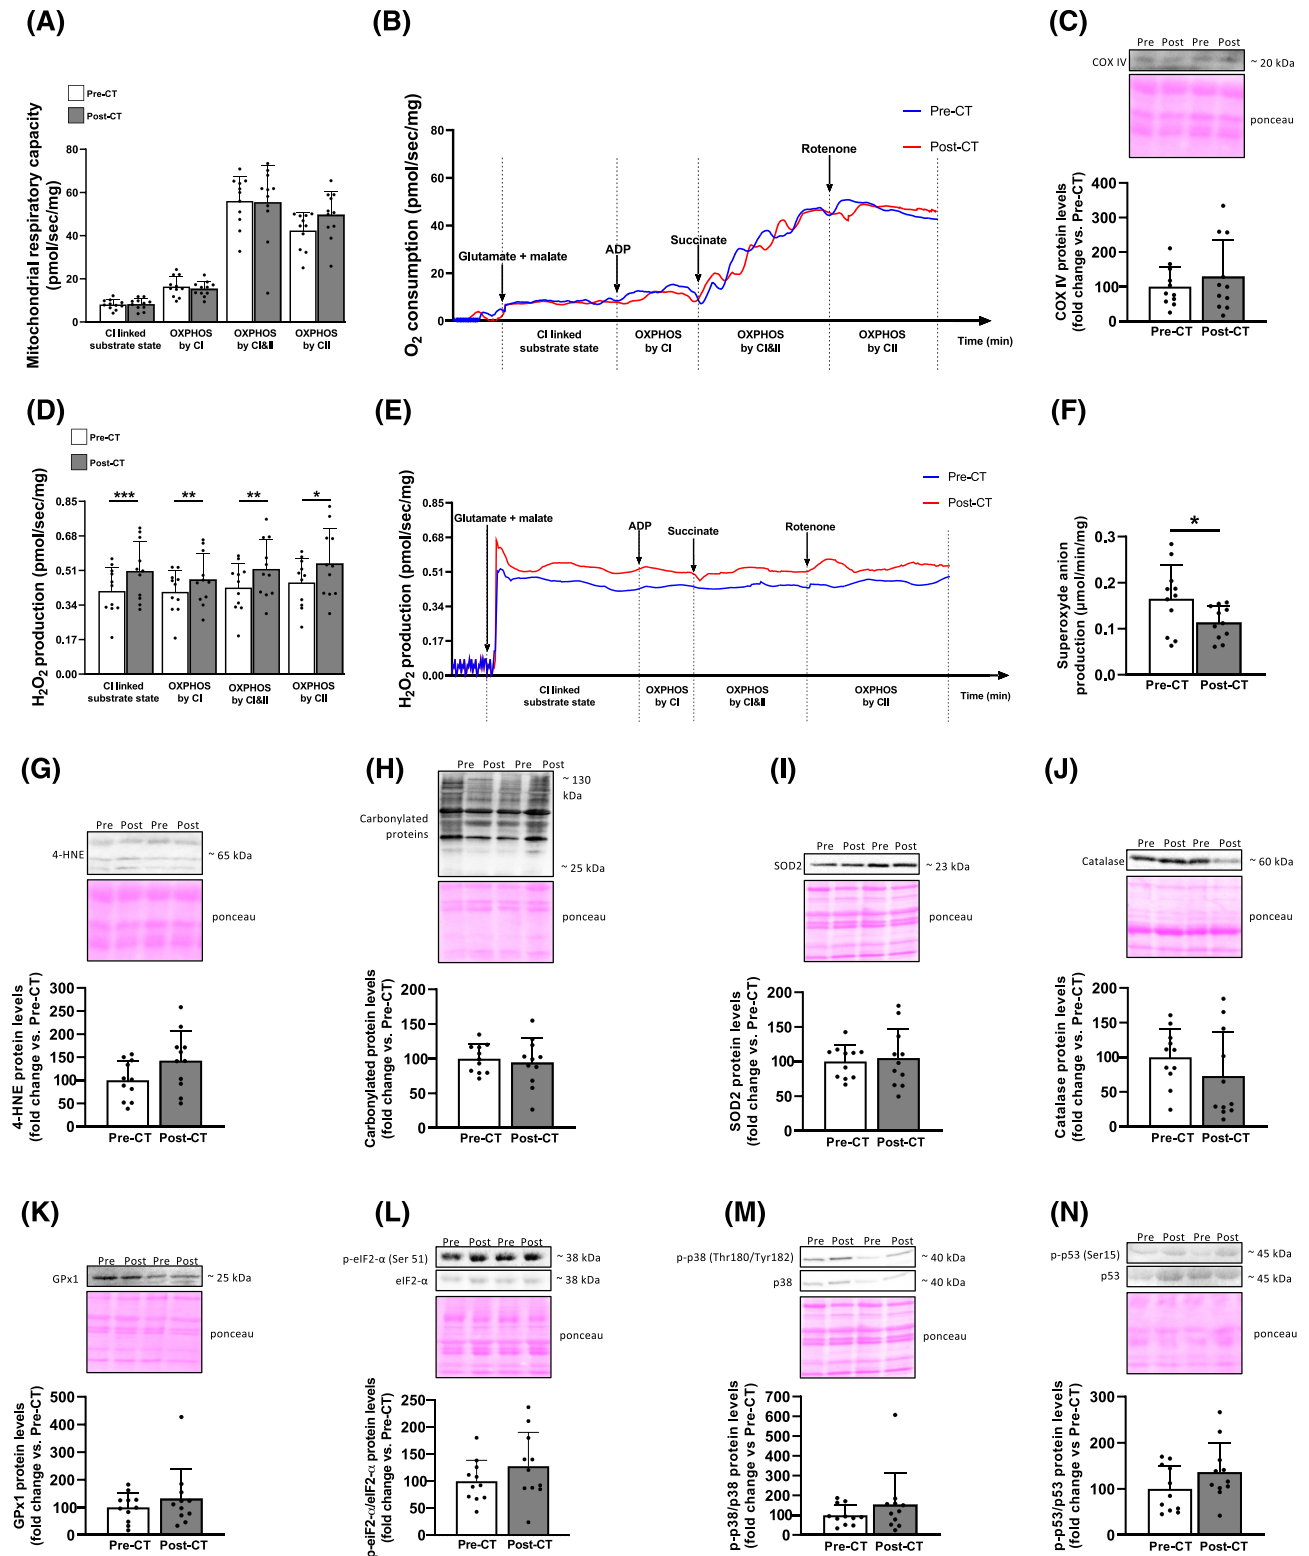 (A)
Pre-CT
Post-CT
Mitochondrial respiratory capacity
(pmol/sec/mg)
80
60
40
20
0
CI linked
substrate state
OXPHOS
by CI
OXPHOS
by CI&II
OXPHOS
by CII
(B)
Pre-CT
Post-CT
O2 consumption (pmol/sec/mg)
80
60
40
20
0
Glutamate + malate
ADP
Succinate
Rotenone
CI linked
substrate state
OXPHOS
by CI
OXPHOS
by CI&II
OXPHOS
by CII
Time (min)
(C)
Pre Post Pre Post
COX IV
~ 20 kDa
ponceau
COX IV protein levels
(fold change vs. Pre-CT)
400
300
200
100
0
Pre-CT Post-CT
(D)
Pre-CT
Post-CT
H2O2 production (pmol/sec/mg)
0.85
0.68
0.51
0.34
0.17
0.00
*** ** ** *
CI linked
substrate state
OXPHOS
by CI
OXPHOS
by CI&II
OXPHOS
by CII
(E)
Pre-CT
Post-CT
H2O2 production (pmol/sec/mg)
0.85
0.68
0.51
0.34
0.17
0.00
Glutamate + malate
ADP
Succinate
Rotenone
CI linked
substrate state
OXPHOS
by CI
OXPHOS
by CI&II
OXPHOS
by CII
Time (min)
(F)
Superoxyde anion
production (µmol/min/mg)
0.3
0.2
0.1
0.0
*
Pre-CT Post-CT
(G)
Pre Post Pre Post
4-HNE
~ 65 kDa
ponceau
4-HNE protein levels
(fold change vs. Pre-CT)
300
250
200
150
100
50
0
Pre-CT Post-CT
(H)
Pre Post Pre Post
~ 130
kDa
Carbonylated
proteins
~ 25 kDa
ponceau
Carbonylated protein levels
(fold change vs. Pre-CT)
200
150
100
50
0
Pre-CT Post-CT
(I)
Pre Post Pre Post
SOD2
~ 23 kDa
ponceau
SOD2 protein levels
(fold change vs. Pre-CT)
200
150
100
50
0
Pre-CT Post-CT
(J)
Pre Post Pre Post
Catalase
~ 60 kDa
ponceau
Catalase protein levels
(fold change vs. Pre-CT)
200
150
100
50
0
Pre-CT Post-CT
(K)
Pre Post Pre Post
GPx1
~ 25 kDa
ponceau
GPx1 protein levels
(fold change vs. Pre-CT)
500
400
300
200
100
0
Pre-CT Post-CT
(L)
Pre Post Pre Post
p-eIF2-α (Ser 51)
~ 38 kDa
eIF2-α
~ 38 kDa
ponceau
p-eiF2-α/eIF2-α protein levels
(fold change vs. Pre-CT)
250
200
150
100
50
0
Pre-CT Post-CT
(M)
Pre Post Pre Post
p-p38 (Thr180/Tyr182)
~ 40 kDa
p38
~ 40 kDa
ponceau
p-p38/p38 protein levels
(fold change vs. Pre-CT)
700
600
500
400
300
200
100
0
Pre-CT Post-CT
(N)
Pre Post Pre Post
p-p53 (Ser15)
~ 45 kDa
p53
~ 45 kDa
ponceau
p-p53/p53 protein levels
(fold change vs Pre-CT)
300
200
100
0
Pre-CT Post-CT